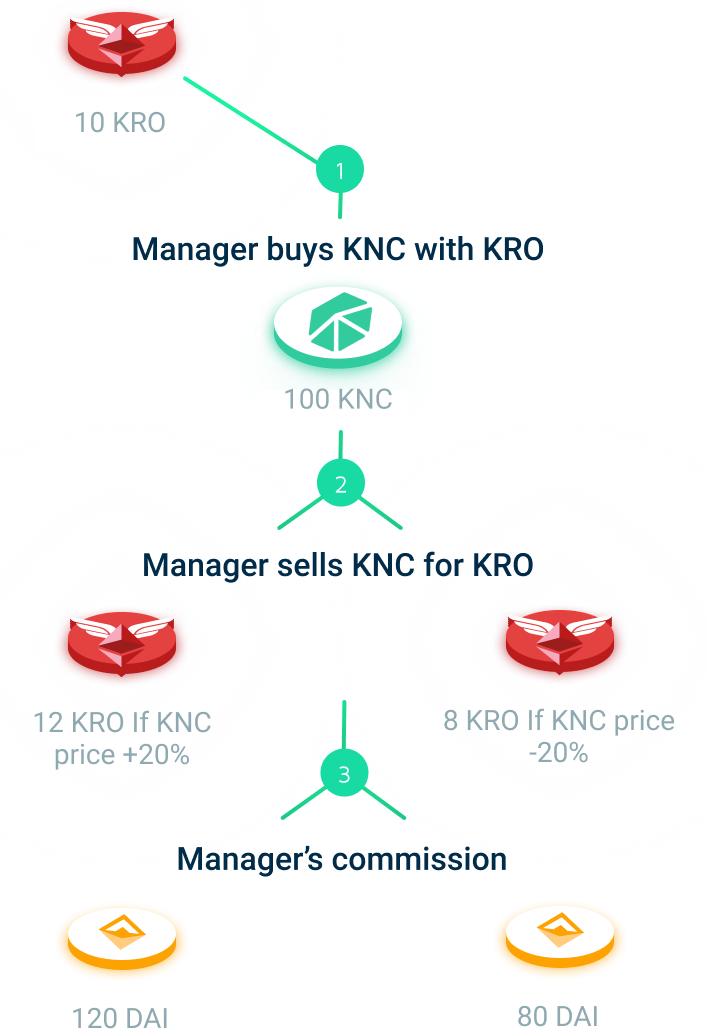 10 KRO
1
Manager buys KNC with KRO
100 KNC
2
Manager sells KNC for KRO
12 KRO If KNC
price +20%
8 KRO If KNC price
-20%
3
Manager’s commission
120 DAI
80 DAI